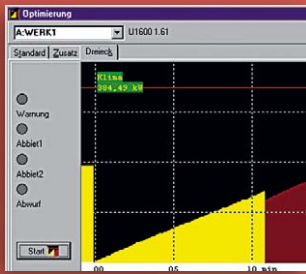 Optimierung
A:WERK1 U1600 1.61
Standard Zusatz Dreieck
Klima
384,49 kW
Warnung
Abbiet1
Abbiet2
Abwurf
Start
00 05 10 min